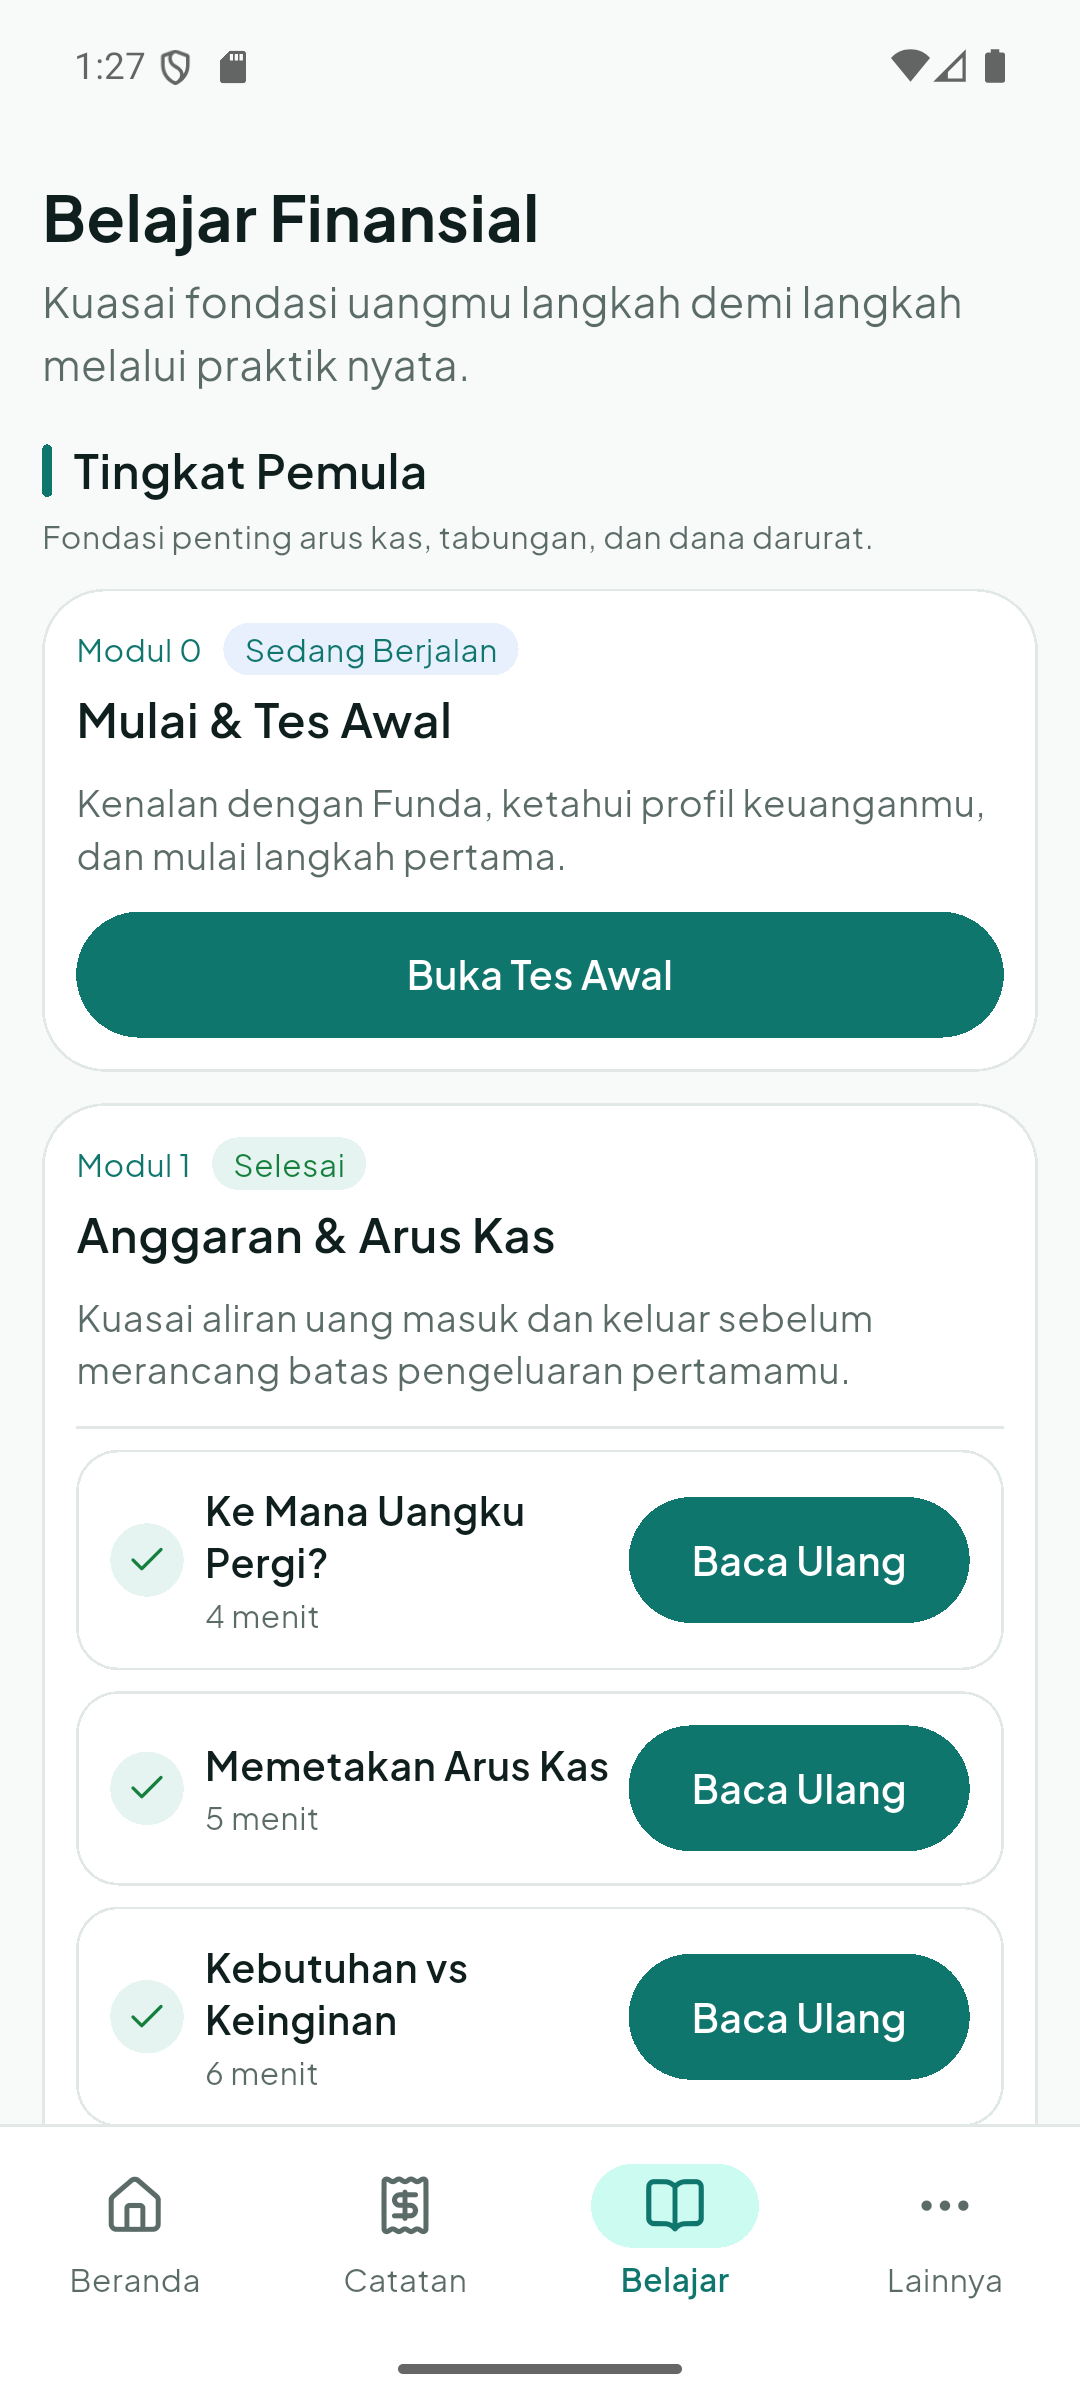 1:27
Belajar Finansial
Kuasai fondasi uangmu langkah demi langkah
melalui praktik nyata.
Tingkat Pemula
Fondasi penting arus kas, tabungan, dan dana darurat.
Modul 0 Sedang Berjalan
Mulai & Tes Awal
Kenalan dengan Funda, ketahui profil keuanganmu,
dan mulai langkah pertama.
Buka Tes Awal
Modul 1 Selesai
Anggaran & Arus Kas
Kuasai aliran uang masuk dan keluar sebelum
merancang batas pengeluaran pertamamu.
Ke Mana Uangku
Pergi?
4 menit
Baca Ulang
Memetakan Arus Kas
5 menit
Baca Ulang
Kebutuhan vs
Keinginan
6 menit
Baca Ulang
Beranda
Catatan
Belajar
Lainnya